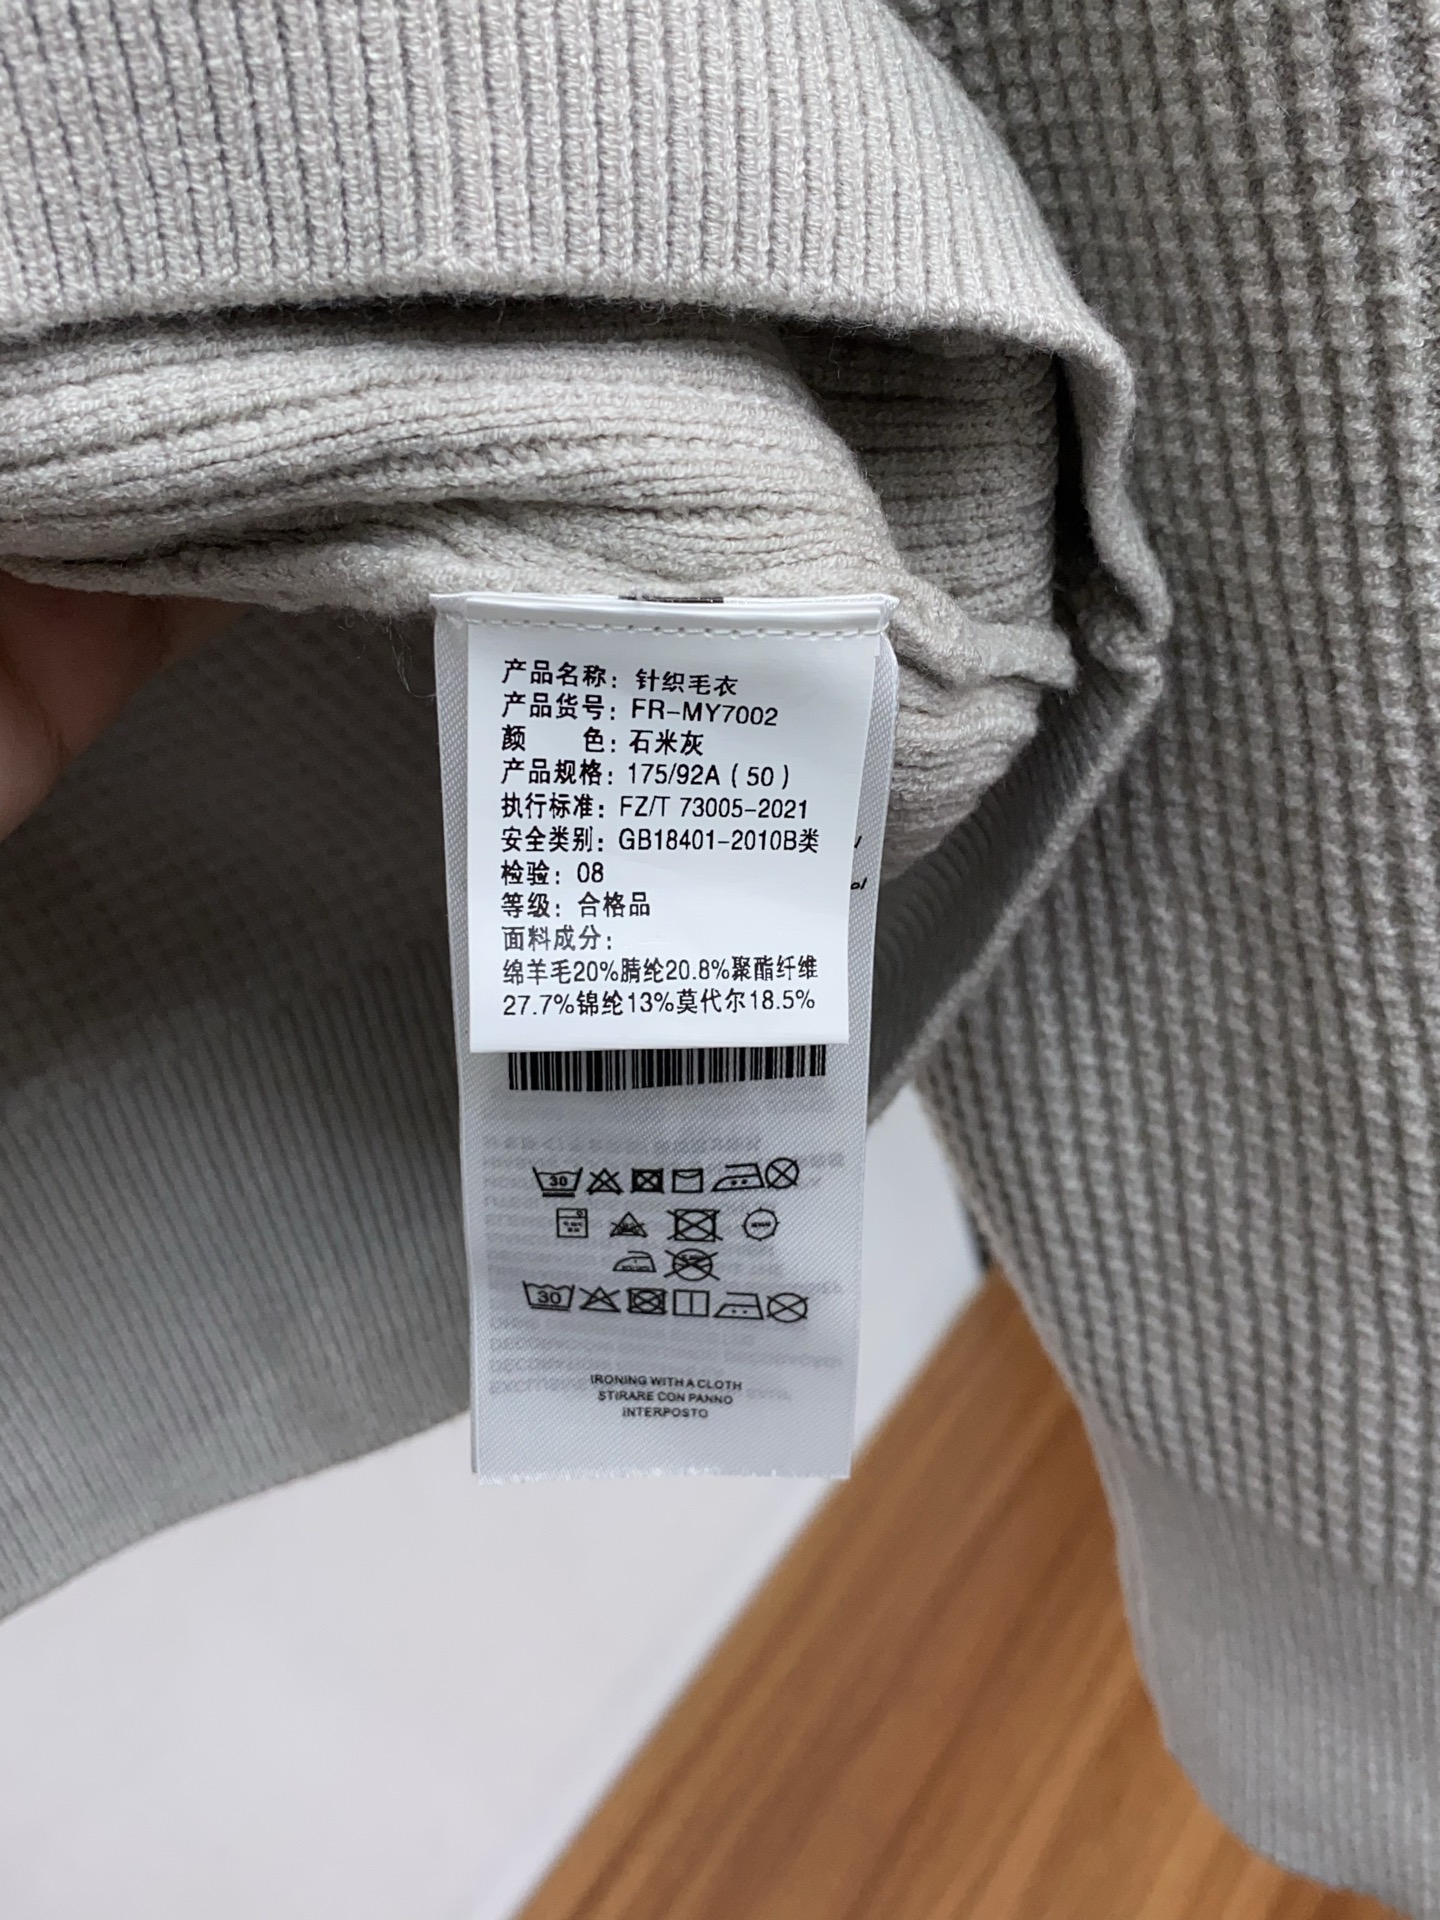 产品名称：针织毛衣
产品货号：FR-MY7002
颜　　色：石米灰
产品规格：175/92A（50）
执行标准：FZ/T 73005-2021
安全类别：GB18401-2010B类
检验：08
等级：合格品
面料成分：
绵羊毛20%腈纶20.8%聚酯纤维
27.7%锦纶13%莫代尔18.5%
30
30
IRONING WITH A CLOTH
STIRARE CON PANNO
INTERPOSTO